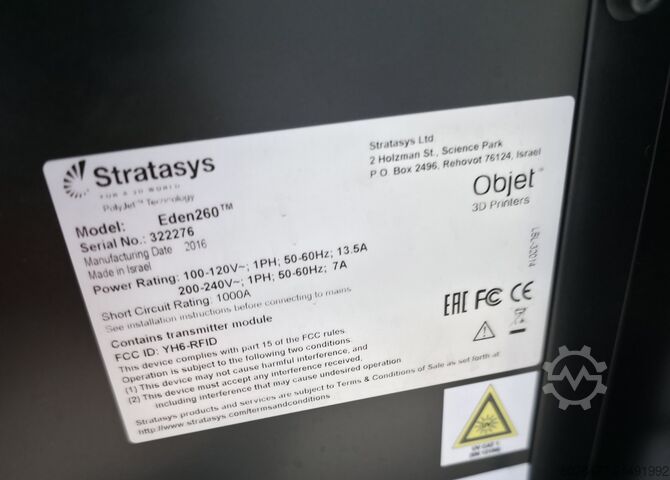 Stratasys
FOR A 3D WORLD
PolyJet™ Technology
Stratasys Ltd
2 Holzman St., Science Park
P O. Box 2496, Rehovot 76124, Israel
Objet
3D Printers
Model: Eden260™
Serial No.: 322276
Manufacturing Date 2016
Made in Israel
Power Rating: 100-120V~; 1PH; 50-60Hz; 13.5A
200-240V~; 1PH; 50-60Hz; 7A
Short Circuit Rating: 1000A
See installation instructions before connecting to mains
Contains transmitter module
FCC ID: YH6-RFID
This device complies with part 15 of the FCC rules
Operation is subject to the following two conditions.
(1) This device may not cause harmful interference, and
(2) This device must accept any interference received,
including interference that may cause undesired operation
Stratasys products and services are subject to Terms & Conditions of Sale as set forth at:
http://www.stratasys.com/termsandconditions
LBL-32014
EAC FC CE
UV